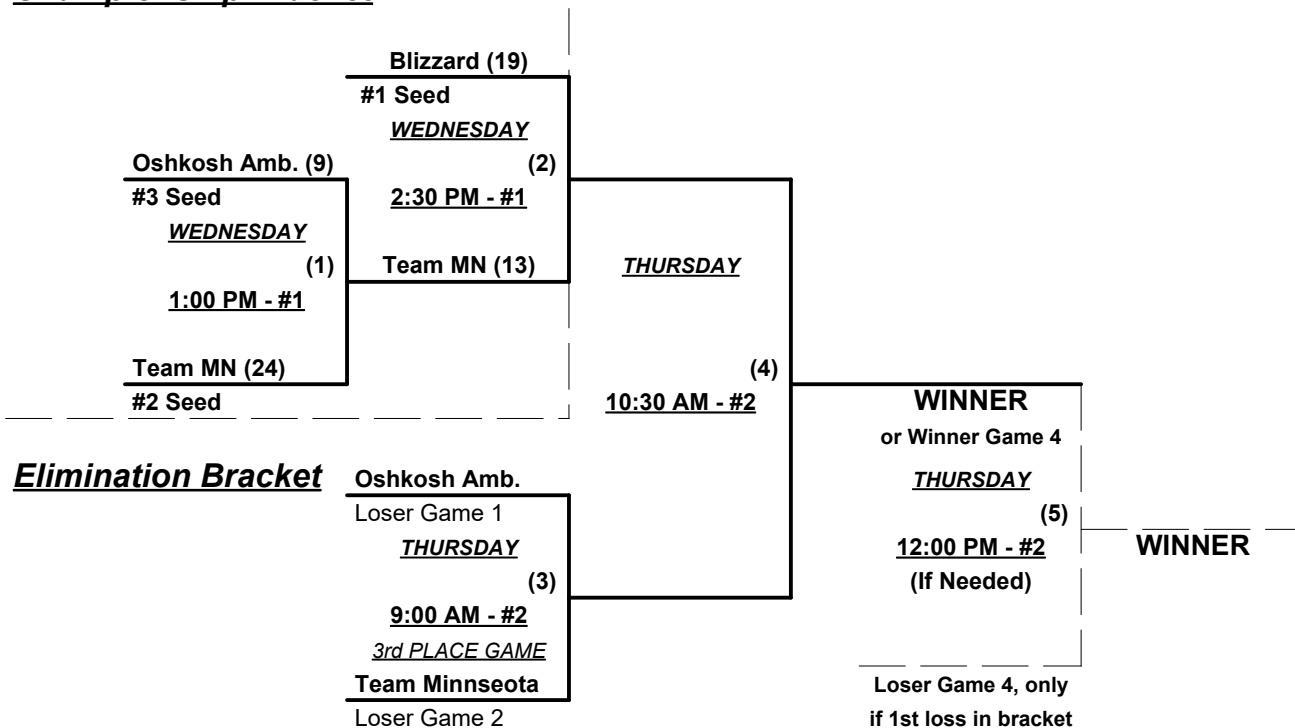 Blizzard (19)
#1 Seed
WEDNESDAY
(2)
2:30 PM - #1
Oshkosh Amb. (9)
#3 Seed
WEDNESDAY
(1)
1:00 PM - #1
Team MN (13)
Team MN (24)
#2 Seed
THURSDAY
(4)
10:30 AM - #2
WINNER
or Winner Game 4
THURSDAY
(5)
12:00 PM - #2
(If Needed)
WINNER
Loser Game 4, only
if 1st loss in bracket
Elimination Bracket
Oshkosh Amb.
Loser Game 1
THURSDAY
(3)
9:00 AM - #2
3rd PLACE GAME
Team Minnseota
Loser Game 2